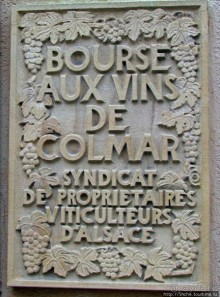 BOURSE
AUX VINS
DE
COLMAR
SYNDICAT
DE PROPRIETAIRES
VITICULTEURS
D'ALSACE